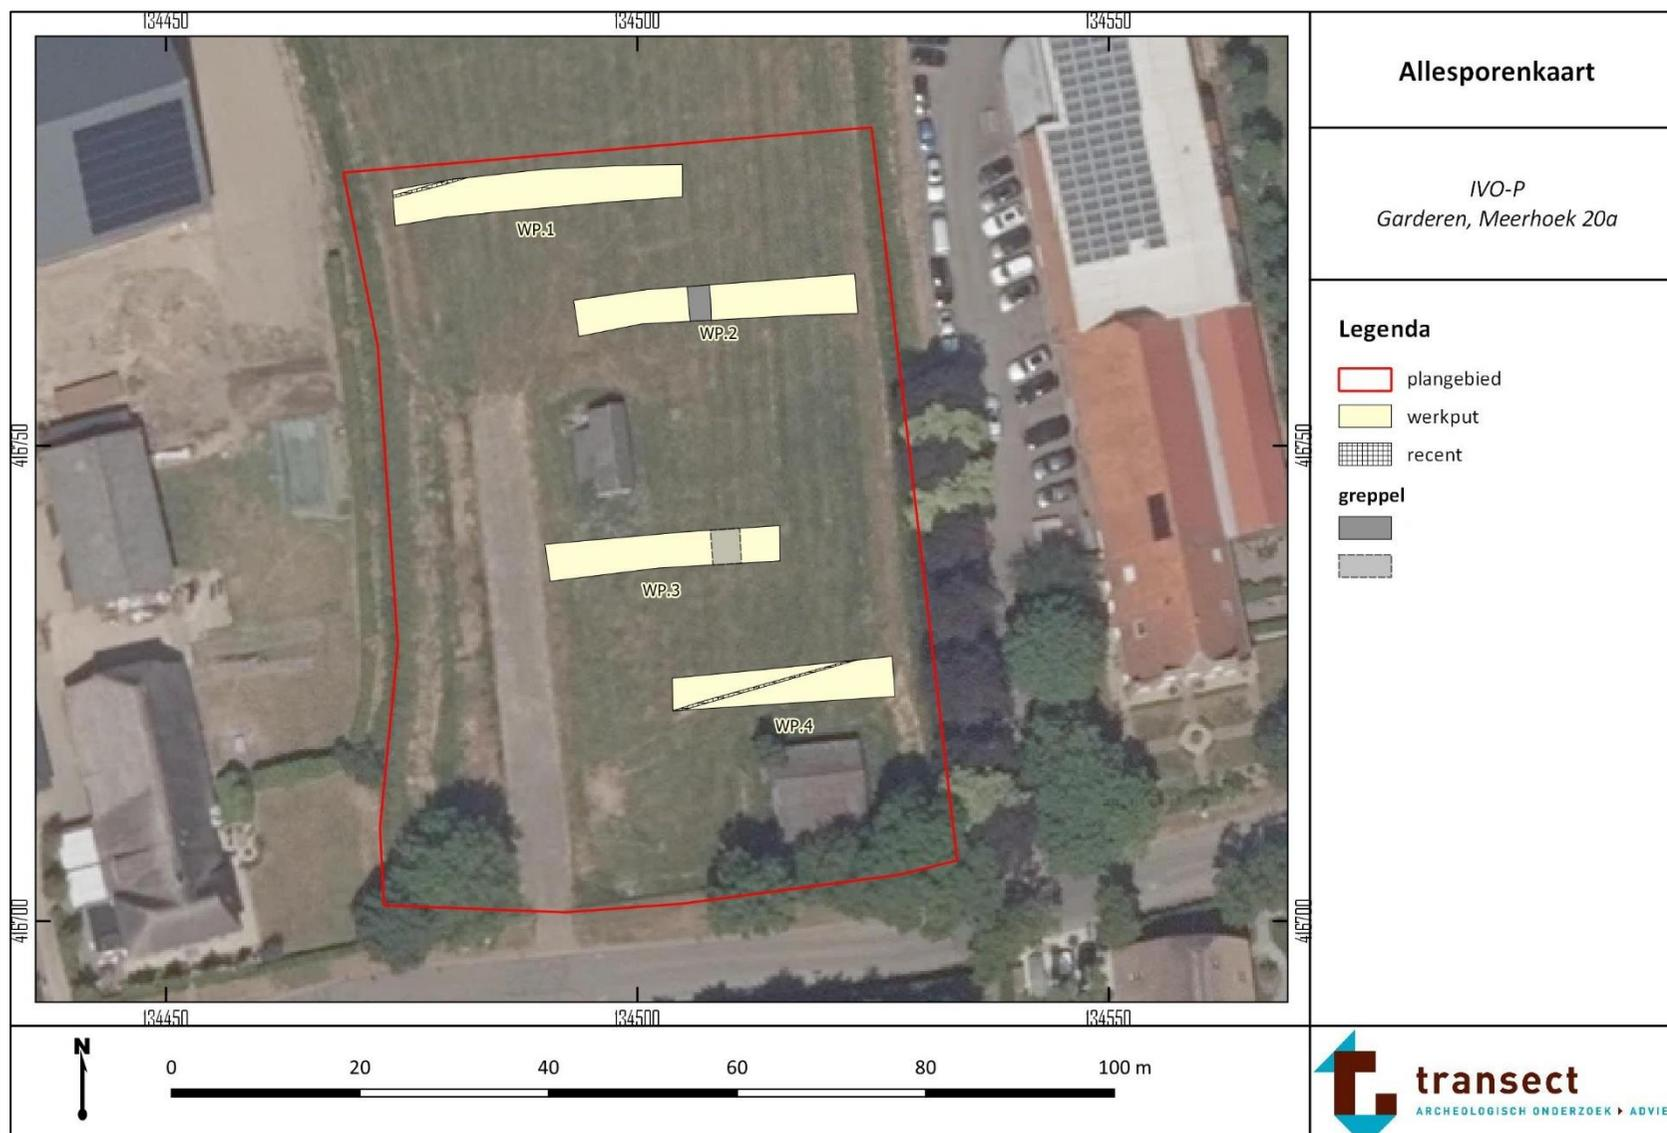 134450
134500
134550
Allesporenkaart
IVO-P
Garderen, Meerhoek 20a
WP.1
WP.2
Legenda
plangebied
werkput
416750
416750
recent
greppel
WP.3
WP.4
416700
416700
134450
134500
134550
N
0 20 40 60 80 100 m
transect
ARCHEOLOGISCH ONDERZOEK ADVIE